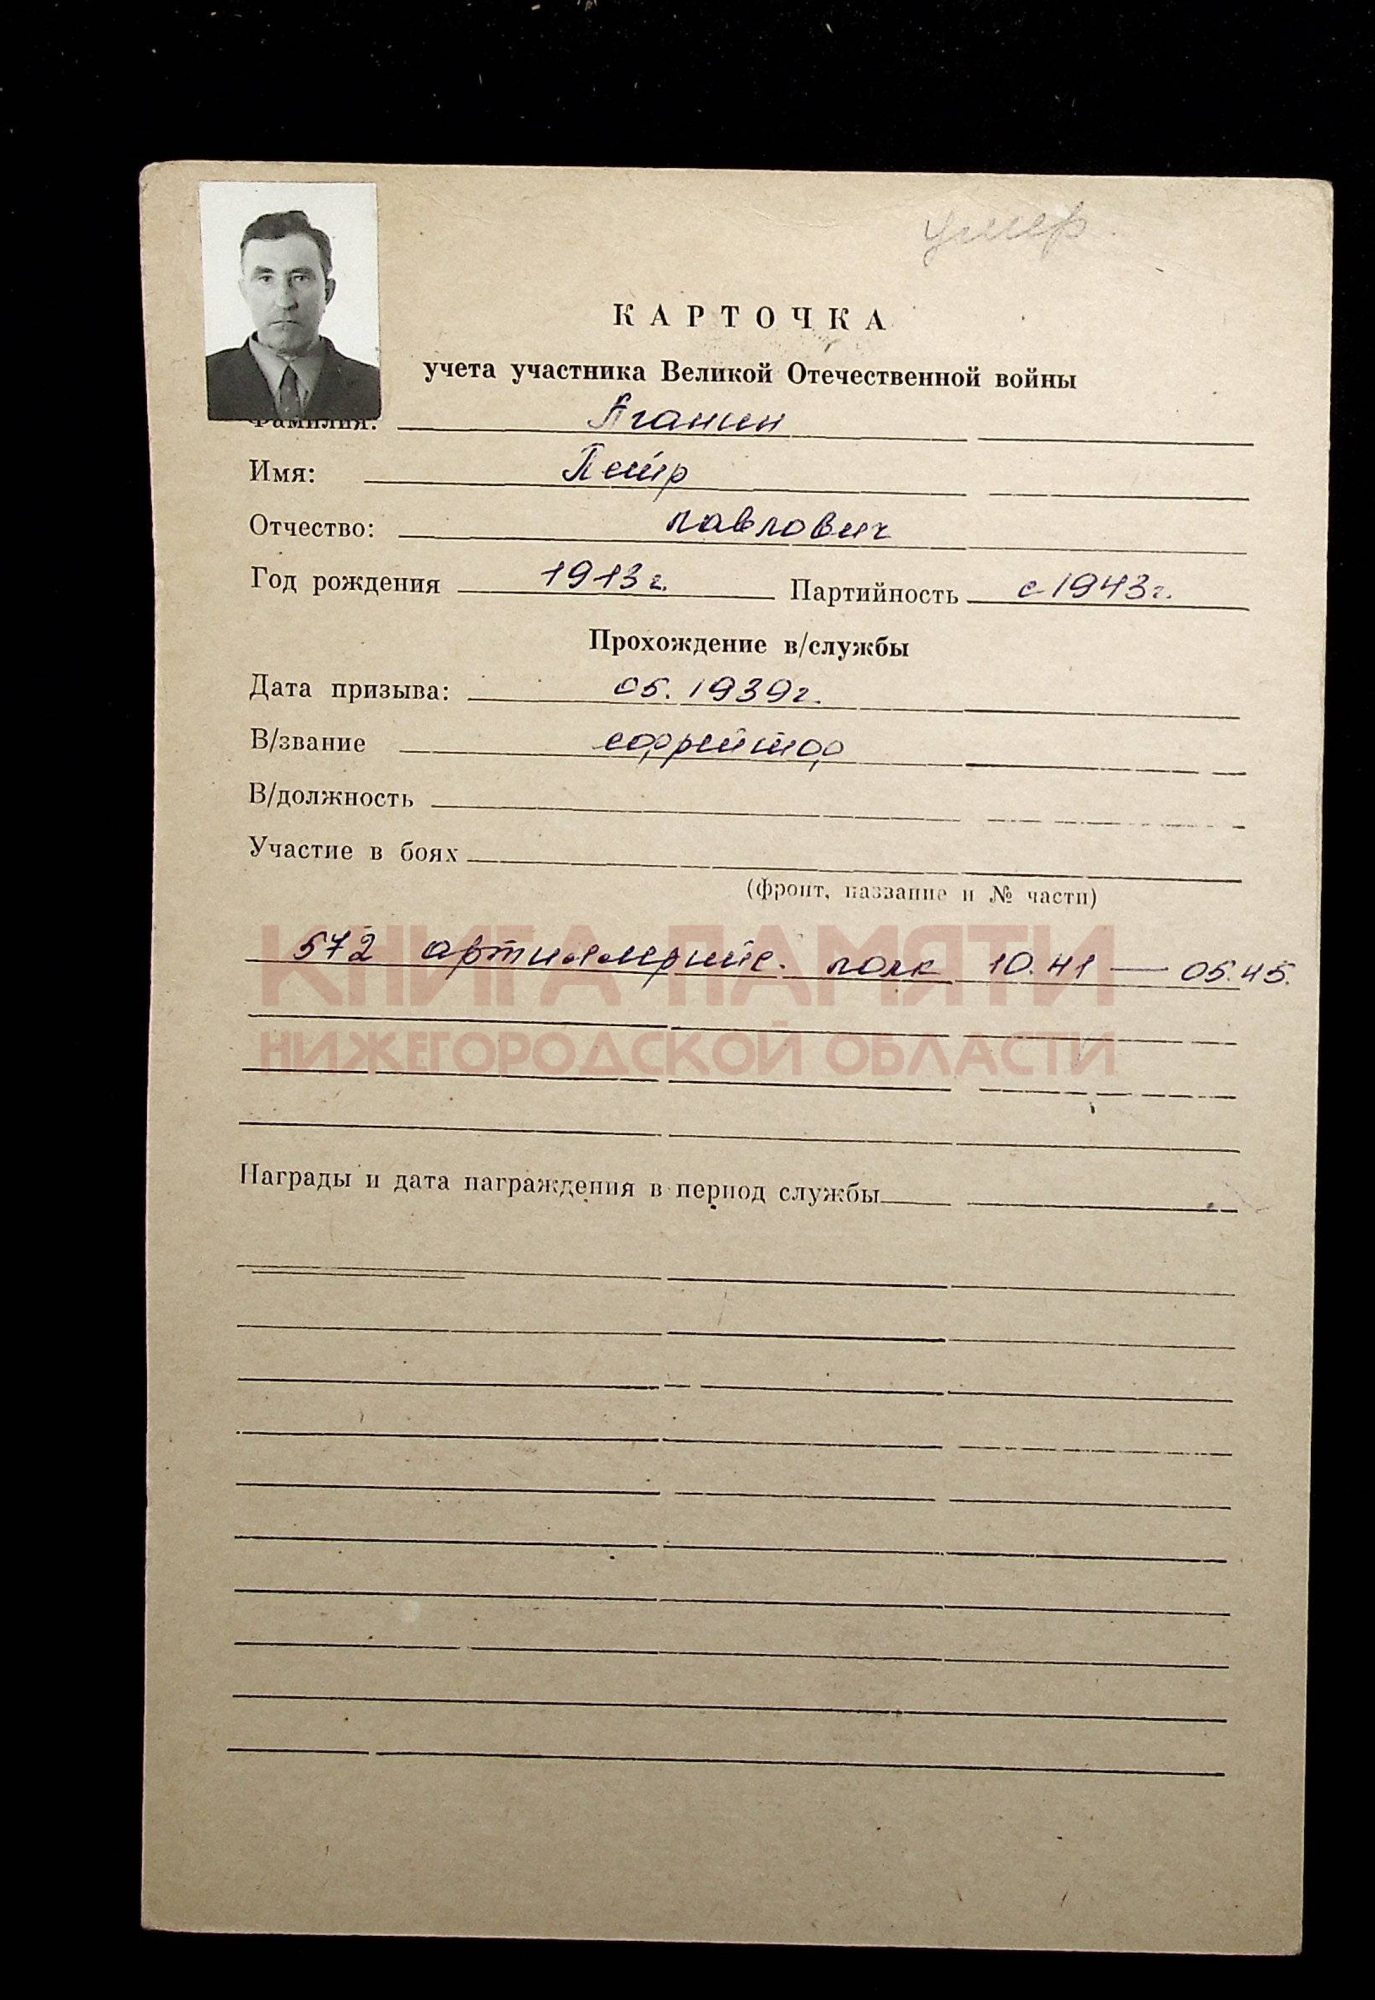 умер
КАРТОЧКА
учета участника Великой Отечественной войны
Фамилия: Аганин
Имя: Петр
Отчество: Павлович
Год рождения 1913 г. Партийность с 1943 г.
Прохождение в/службы
Дата призыва: 05.1939 г.
В/звание ефрейтор
В/должность
Участие в боях
(фронт, название и № части)
572 артиллерийс. полк 10.41 — 05.45.
КНИГА ПАМЯТИ
НИЖЕГОРОДСКОЙ ОБЛАСТИ
Награды и дата награждения в период службы